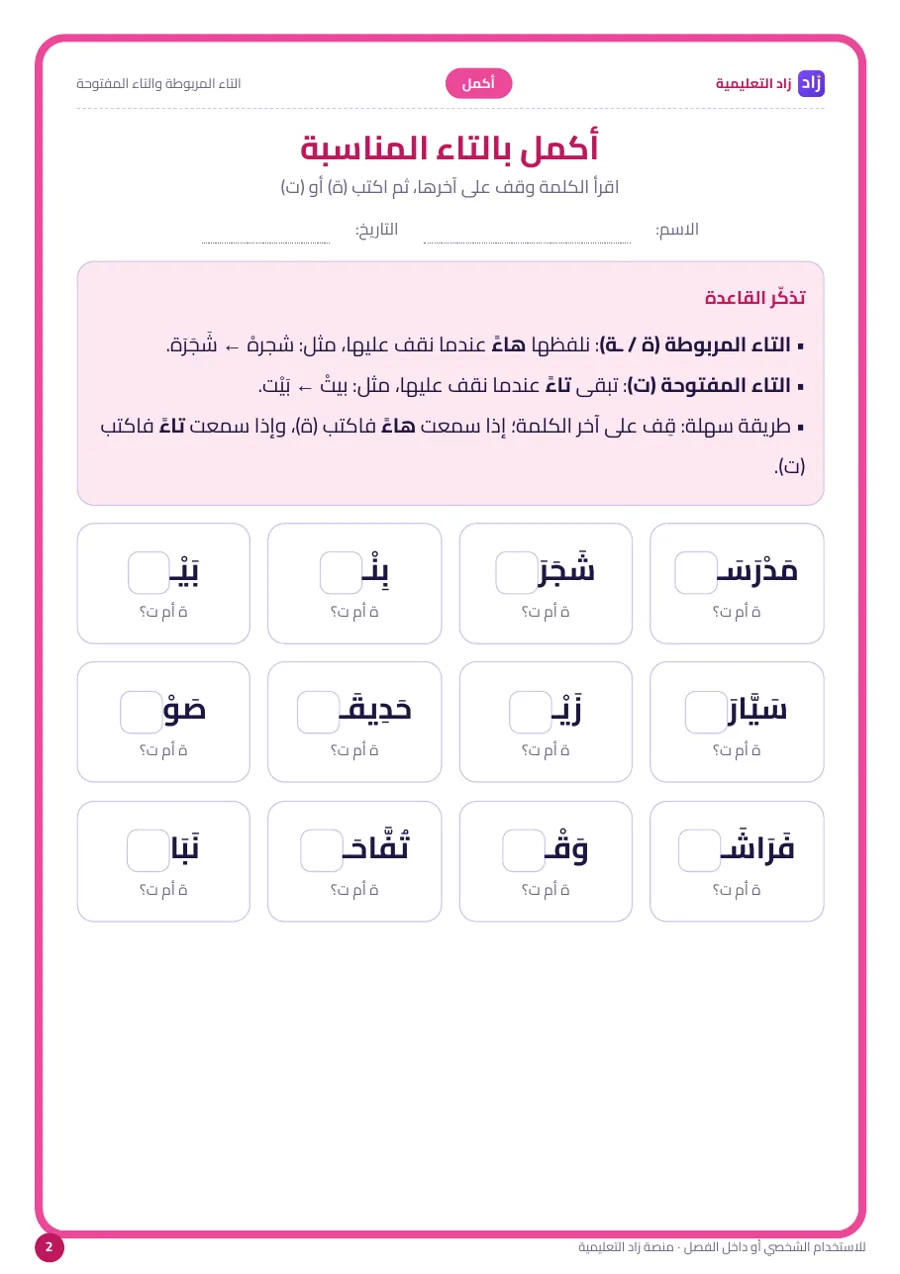 زاد زاد التعليمية
أكمل
التاء المربوطة والتاء المفتوحة
أكمل بالتاء المناسبة
اقرأ الكلمة وقف على آخرها، ثم اكتب (ة) أو (ت)
الاسم: التاريخ:
تذكّر القاعدة
• التاء المربوطة (ة / ـة): نلفظها هاءً عندما نقف عليها، مثل: شجرهْ ← شَجَرَة.
• التاء المفتوحة (ت): تبقى تاءً عندما نقف عليها، مثل: بيتْ ← بَيْت.
• طريقة سهلة: قِف على آخر الكلمة؛ إذا سمعت هاءً فاكتب (ة)، وإذا سمعت تاءً فاكتب
(ت).
مَدْرَسَـ شَجَرَ بِنْـ بَيْـ
ة أم ت؟ ة أم ت؟ ة أم ت؟ ة أم ت؟
سَيَّارَ زَيْـ حَدِيقَـ صَوْ
ة أم ت؟ ة أم ت؟ ة أم ت؟ ة أم ت؟
فَرَاشَـ وَقْـ تُفَّاحَـ نَبَا
ة أم ت؟ ة أم ت؟ ة أم ت؟ ة أم ت؟
للاستخدام الشخصي أو داخل الفصل · منصة زاد التعليمية
2